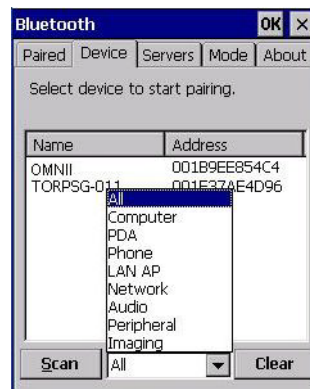 Bluetooth OK ×
Paired Device Servers Mode About
Select device to start pairing.
Name Address
OMNII 001B9EE854C4
TORPSG-011 001E37AE4D96
All
Computer
PDA
Phone
LAN AP
Network
Audio
Peripheral
Imaging
Scan All Clear